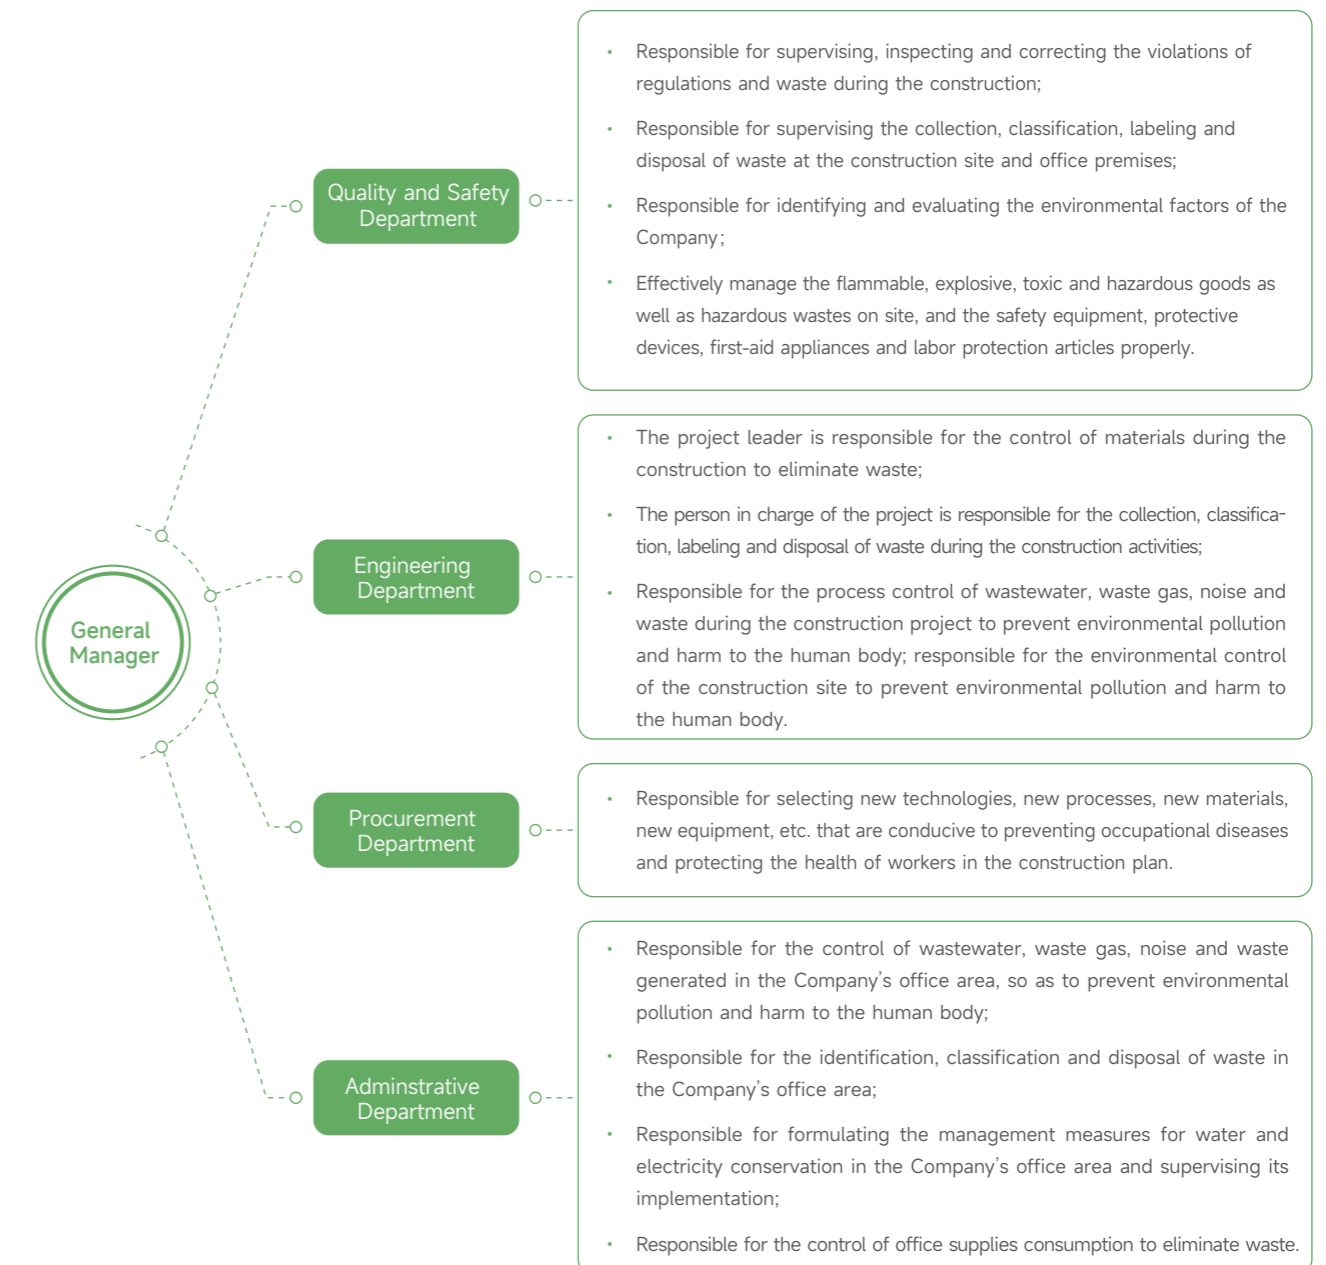 General
Manager
Quality and Safety
Department
• Responsible for supervising, inspecting and correcting the violations of
regulations and waste during the construction;
• Responsible for supervising the collection, classification, labeling and
disposal of waste at the construction site and office premises;
• Responsible for identifying and evaluating the environmental factors of the
Company;
• Effectively manage the flammable, explosive, toxic and hazardous goods as
well as hazardous wastes on site, and the safety equipment, protective
devices, first-aid appliances and labor protection articles properly.
Engineering
Department
• The project leader is responsible for the control of materials during the
construction to eliminate waste;
• The person in charge of the project is responsible for the collection, classifica-
tion, labeling and disposal of waste during the construction activities;
• Responsible for the process control of wastewater, waste gas, noise and
waste during the construction project to prevent environmental pollution
and harm to the human body; responsible for the environmental control
of the construction site to prevent environmental pollution and harm to
the human body.
Procurement
Department
• Responsible for selecting new technologies, new processes, new materials,
new equipment, etc. that are conducive to preventing occupational diseases
and protecting the health of workers in the construction plan.
Adminstrative
Department
• Responsible for the control of wastewater, waste gas, noise and waste
generated in the Company's office area, so as to prevent environmental
pollution and harm to the human body;
• Responsible for the identification, classification and disposal of waste in
the Company's office area;
• Responsible for formulating the management measures for water and
electricity conservation in the Company's office area and supervising its
implementation;
• Responsible for the control of office supplies consumption to eliminate waste.